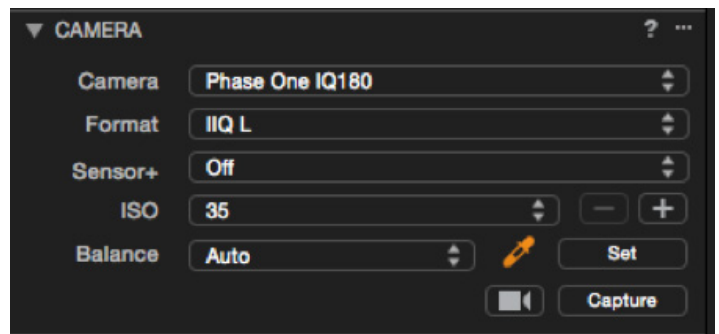 CAMERA ? ...
Camera Phase One IQ180
Format IIQ L
Sensor+ Off
ISO 35 − +
Balance Auto Set
Capture